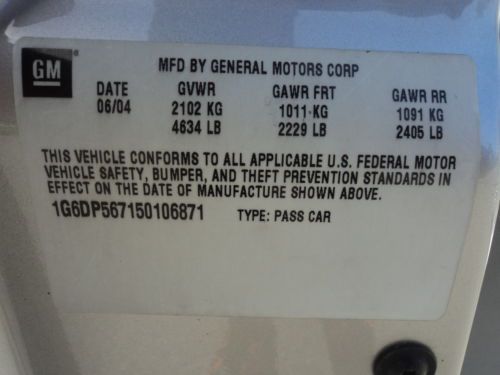 GM ®
MFD BY GENERAL MOTORS CORP
DATE GVWR GAWR FRT GAWR RR
06/04 2102 KG 1011 KG 1091 KG
4634 LB 2229 LB 2405 LB
THIS VEHICLE CONFORMS TO ALL APPLICABLE U.S. FEDERAL MOTOR
VEHICLE SAFETY, BUMPER, AND THEFT PREVENTION STANDARDS IN
EFFECT ON THE DATE OF MANUFACTURE SHOWN ABOVE.
1G6DP567150106871 TYPE: PASS CAR